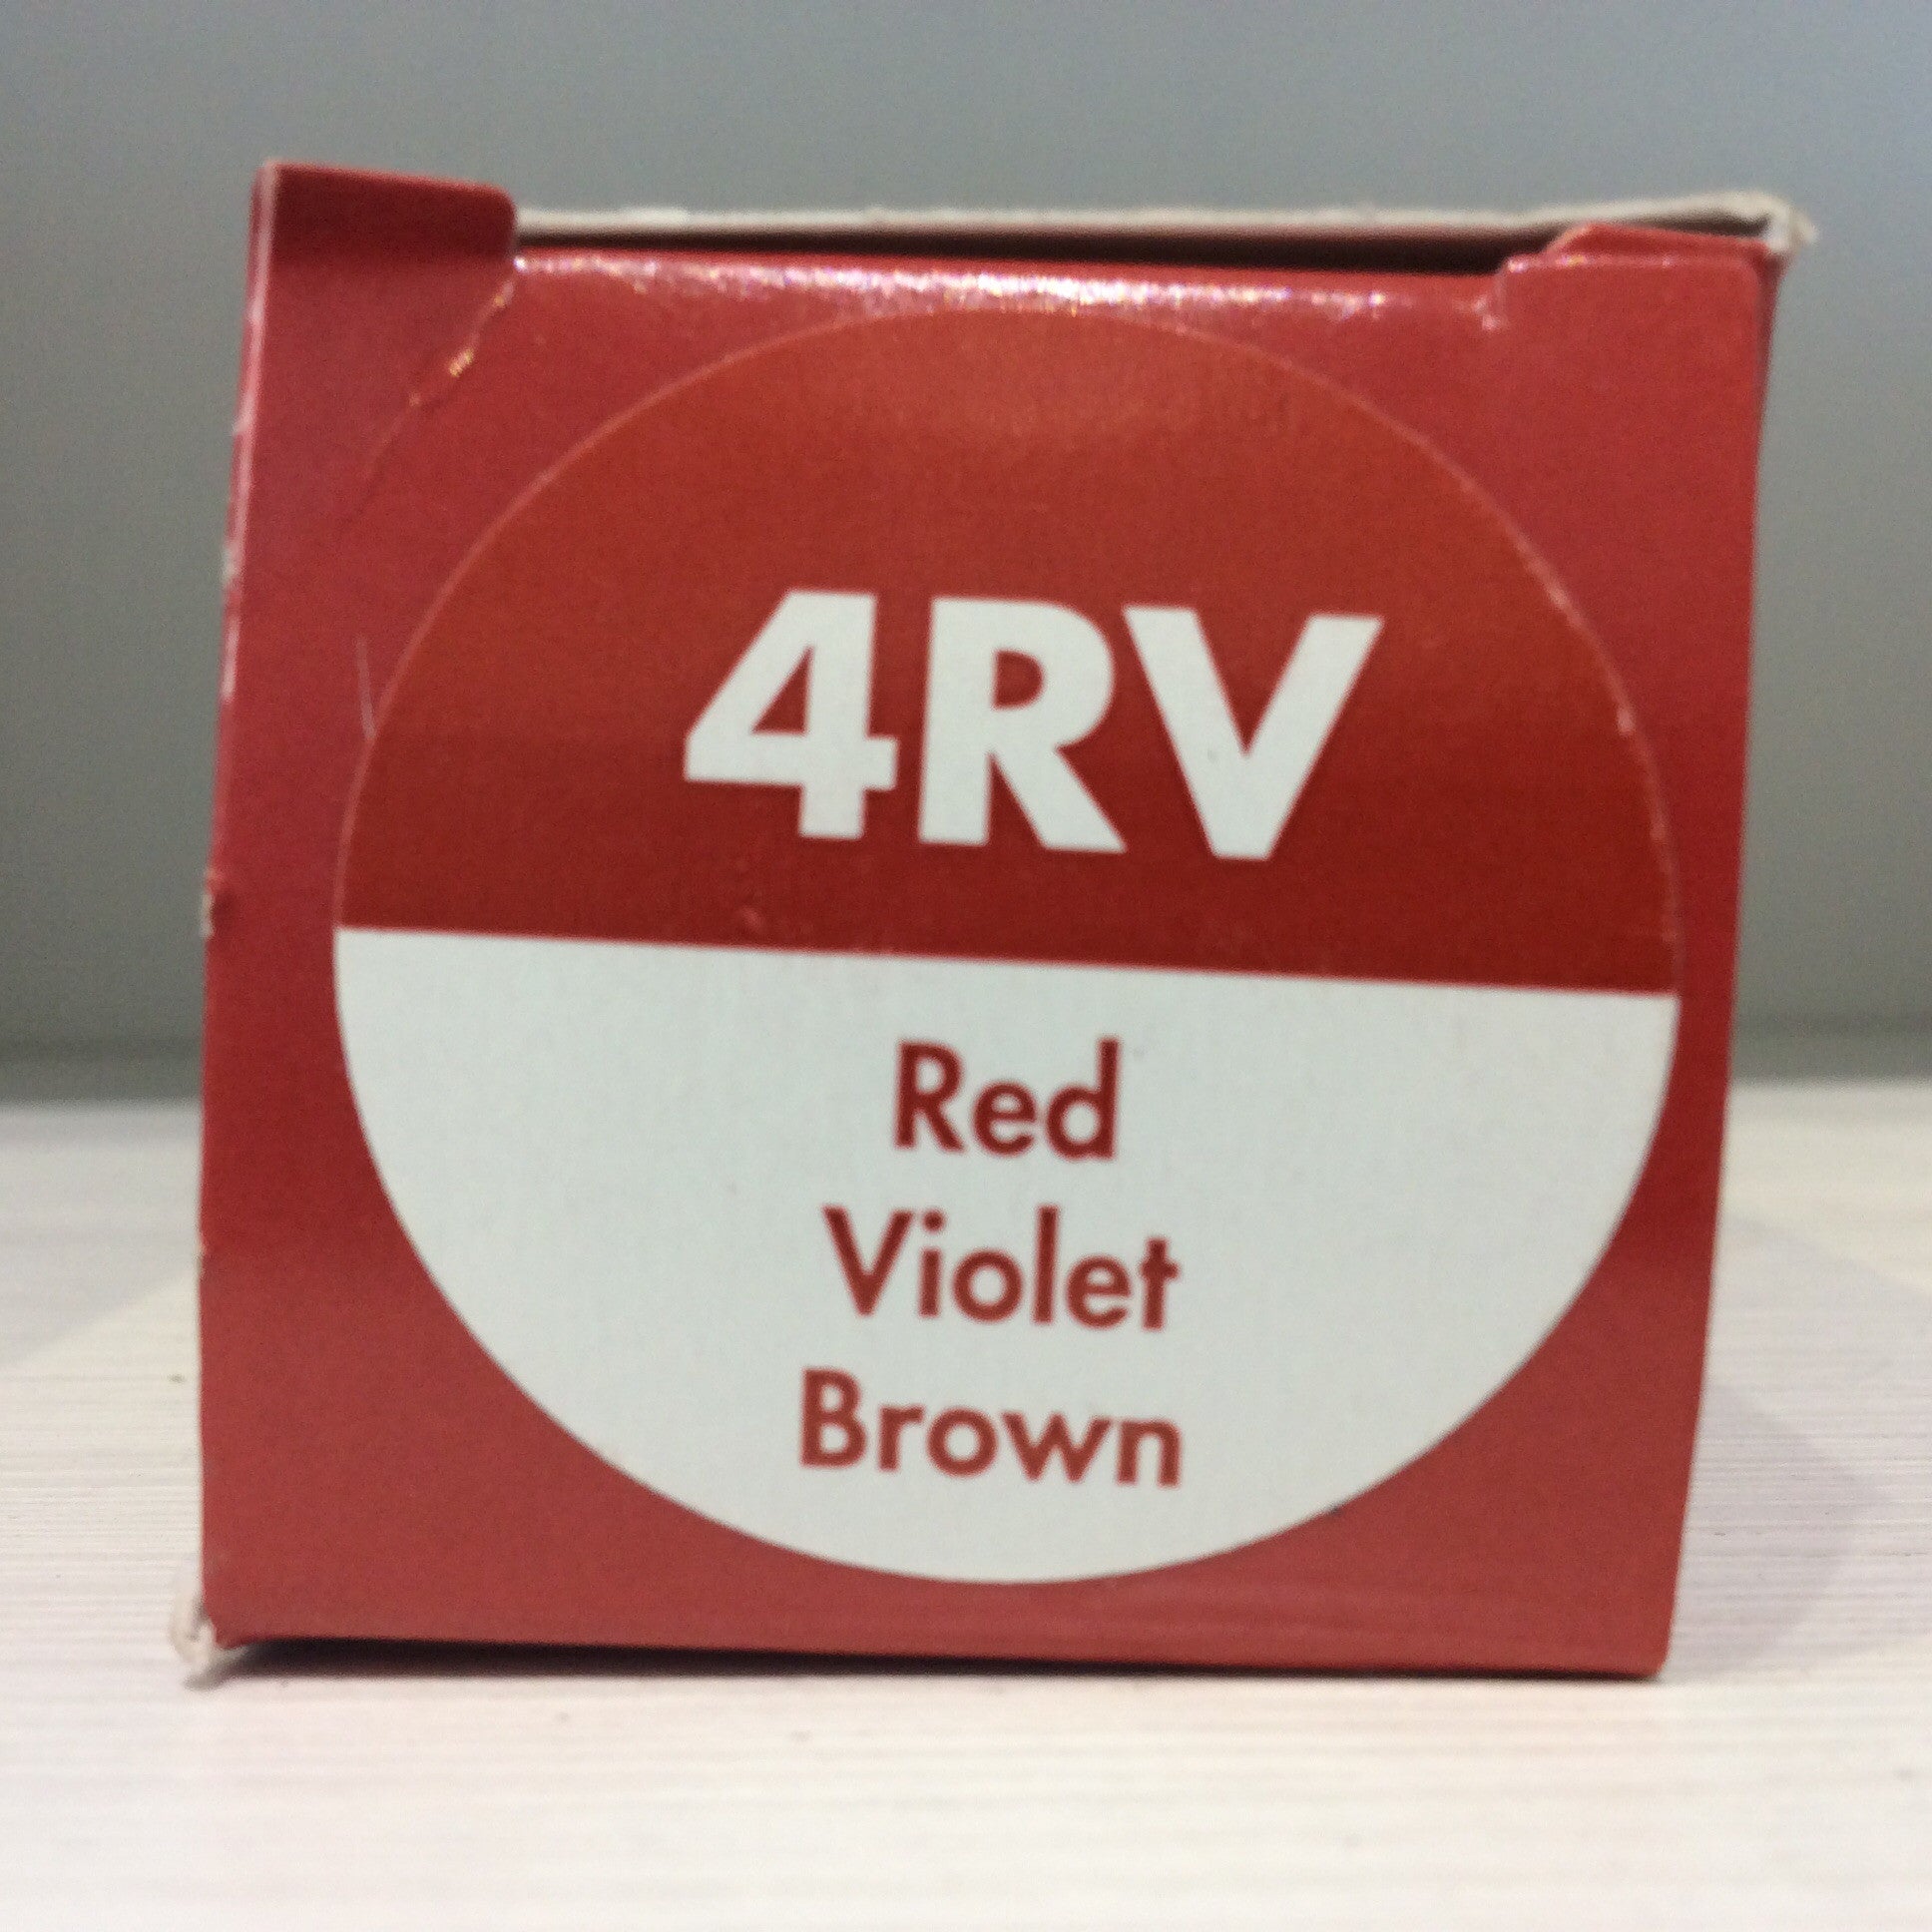 4RV
Red
Violet
Brown